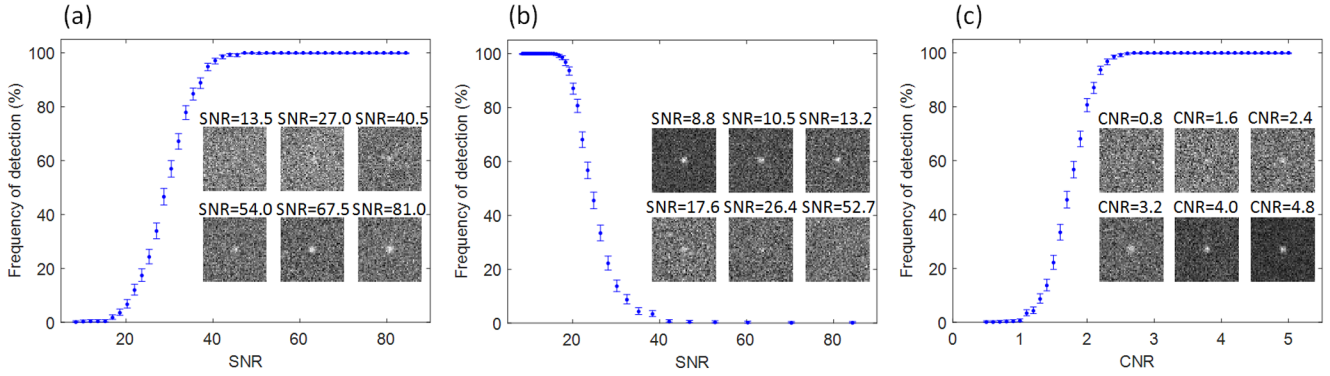 (a)
Frequency of detection (%)
100
80
60
40
20
0
SNR=13.5 SNR=27.0 SNR=40.5
SNR=54.0 SNR=67.5 SNR=81.0
20 40 60 80
SNR
(b)
Frequency of detection (%)
100
80
60
40
20
0
SNR=8.8 SNR=10.5 SNR=13.2
SNR=17.6 SNR=26.4 SNR=52.7
20 40 60 80
SNR
(c)
Frequency of detection (%)
100
80
60
40
20
0
CNR=0.8 CNR=1.6 CNR=2.4
CNR=3.2 CNR=4.0 CNR=4.8
0 1 2 3 4 5
CNR